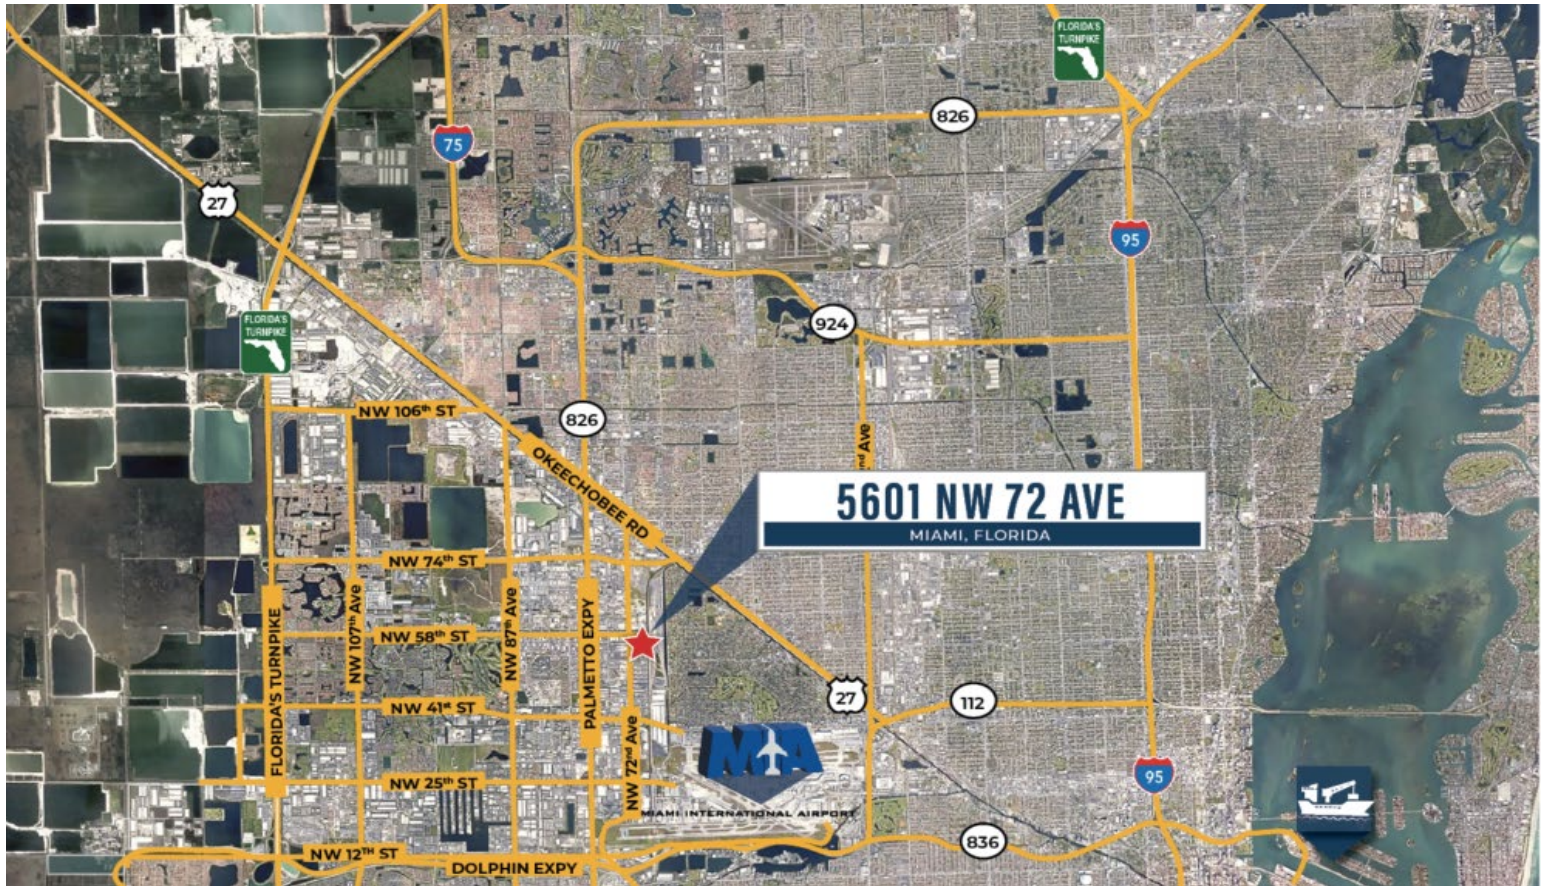 FLORIDA'S
TURNPIKE
826
75
27
95
FLORIDA'S
TURNPIKE
924
NW 106th ST
826
OKEECHOBEE RD
nd Ave
5601 NW 72 AVE
MIAMI, FLORIDA
NW 74th ST
FLORIDA'S TURNPIKE
NW 107th Ave
NW 87th Ave
PALMETTO EXPY
NW 58th ST
27
112
NW 41st ST
NW 72nd Ave
MIA
MIAMI INTERNATIONAL AIRPORT
NW 25th ST
95
836
NW 12TH ST
DOLPHIN EXPY